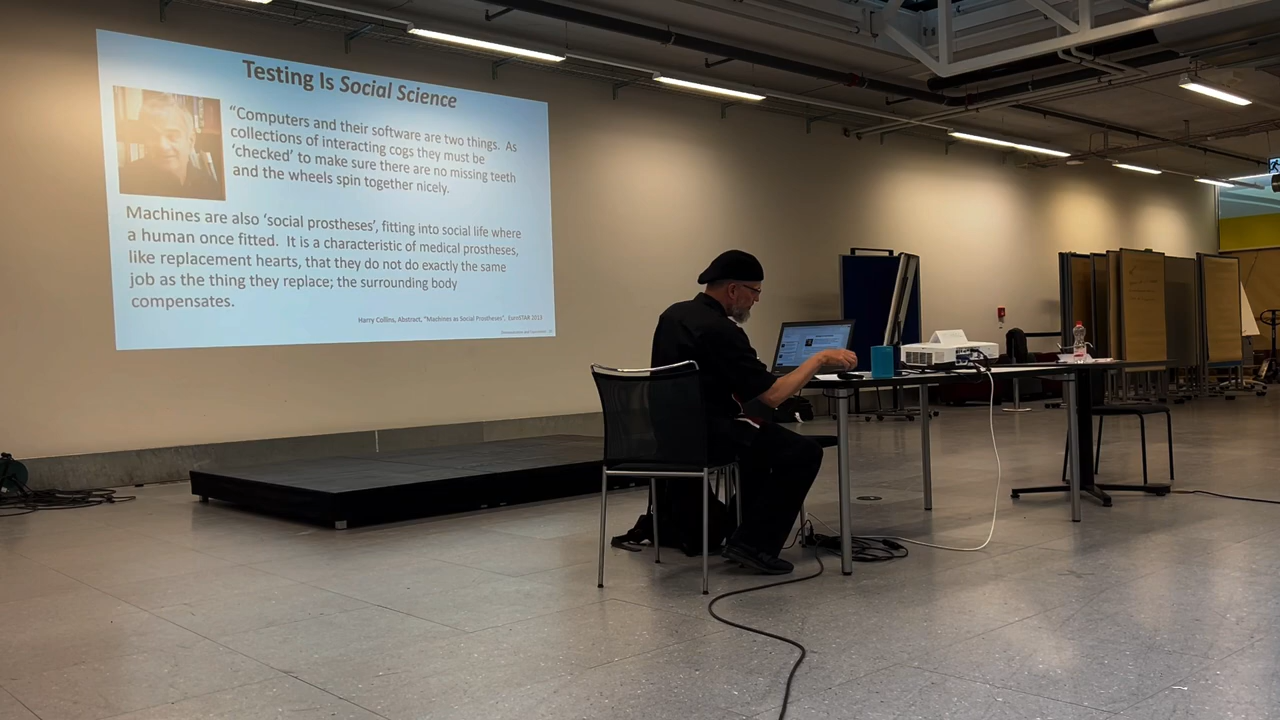 Testing Is Social Science
“Computers and their software are two things. As
collections of interacting cogs they must be
‘checked’ to make sure there are no missing teeth
and the wheels spin together nicely.
Machines are also ‘social prostheses’, fitting into social life where
a human once fitted. It is a characteristic of medical prostheses,
like replacement hearts, that they do not do exactly the same
job as the thing they replace; the surrounding body
compensates.
Harry Collins, Abstract, “Machines as Social Prostheses”, EuroSTAR 2013